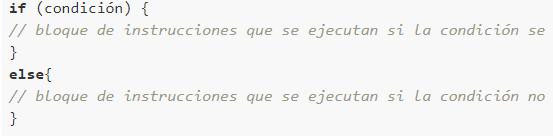 if (condición) {
// bloque de instrucciones que se ejecutan si la condición se
}
else{
// bloque de instrucciones que se ejecutan si la condición no
}